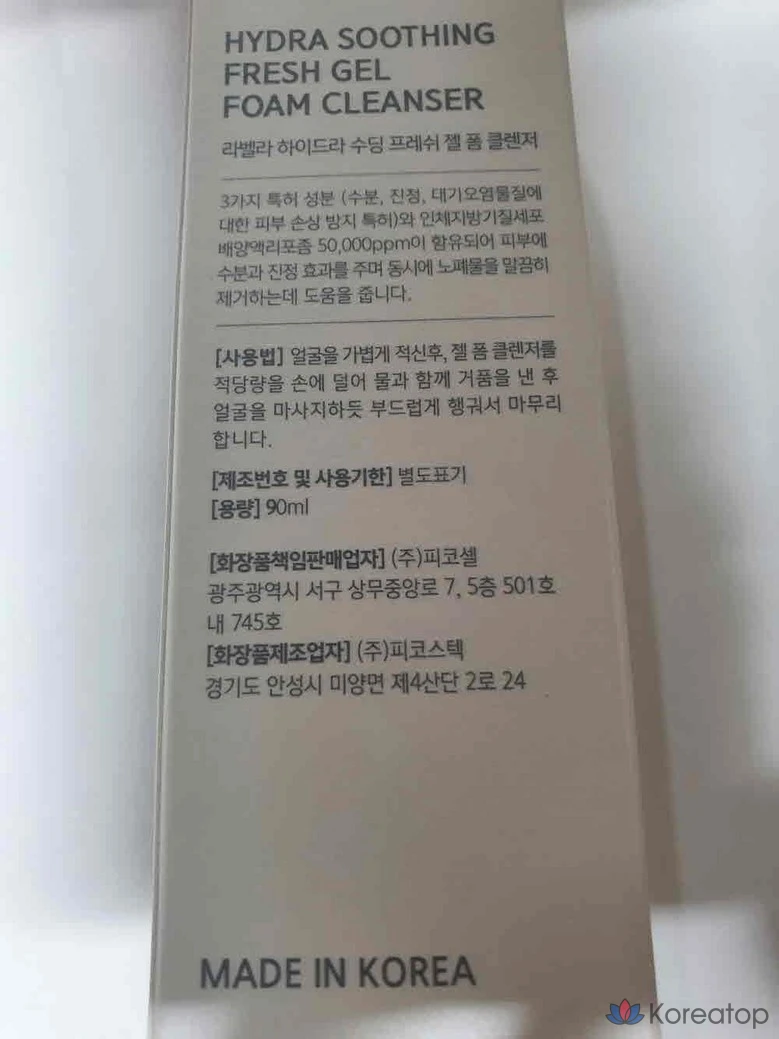 HYDRA SOOTHING
FRESH GEL
FOAM CLEANSER
라벨라 하이드라 수딩 프레쉬 젤 폼 클렌저
3가지 특허 성분 (수분, 진정, 대기오염물질에
대한 피부 손상 방지 특허)와 인체지방기질세포
배양액리포좀 50,000ppm이 함유되어 피부에
수분과 진정 효과를 주며 동시에 노폐물을 말끔히
제거하는데 도움을 줍니다.
[사용법] 얼굴을 가볍게 적신후, 젤 폼 클렌저를
적당량을 손에 덜어 물과 함께 거품을 낸 후
얼굴을 마사지하듯 부드럽게 헹궈서 마무리
합니다.
[제조번호 및 사용기한] 별도표기
[용량] 90ml
[화장품책임판매업자] (주)피코셀
광주광역시 서구 상무중앙로 7, 5층 501호
내 745호
[화장품제조업자] (주)피코스텍
경기도 안성시 미양면 제4산단 2로 24
MADE IN KOREA
Koreatop